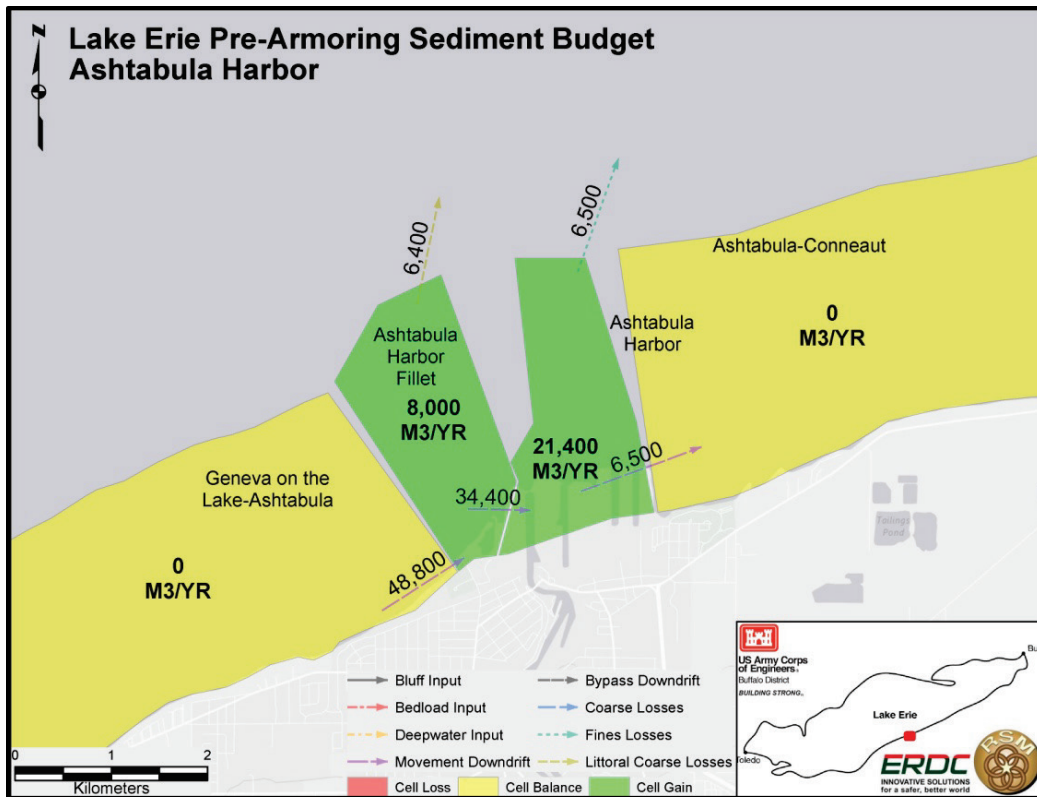 N
Lake Erie Pre-Armoring Sediment Budget
Ashtabula Harbor
6,400
6,500
Ashtabula-Conneaut
0
M3/YR
Ashtabula
Harbor
Ashtabula
Harbor
Fillet
8,000
M3/YR
21,400
M3/YR
6,500
34,400
Geneva on the
Lake-Ashtabula
0
M3/YR
48,800
Tailings
Pond
Bluff Input
Bypass Downdrift
Bedload Input
Coarse Losses
Deepwater Input
Fines Losses
Movement Downdrift
Littoral Coarse Losses
Cell Loss
Cell Balance
Cell Gain
0 1 2
Kilometers
US Army Corps
of Engineers®
Buffalo District
BUILDING STRONG®
Bu
Lake Erie
Toledo
ERDC
INNOVATIVE SOLUTIONS
for a safer, better world
RSM